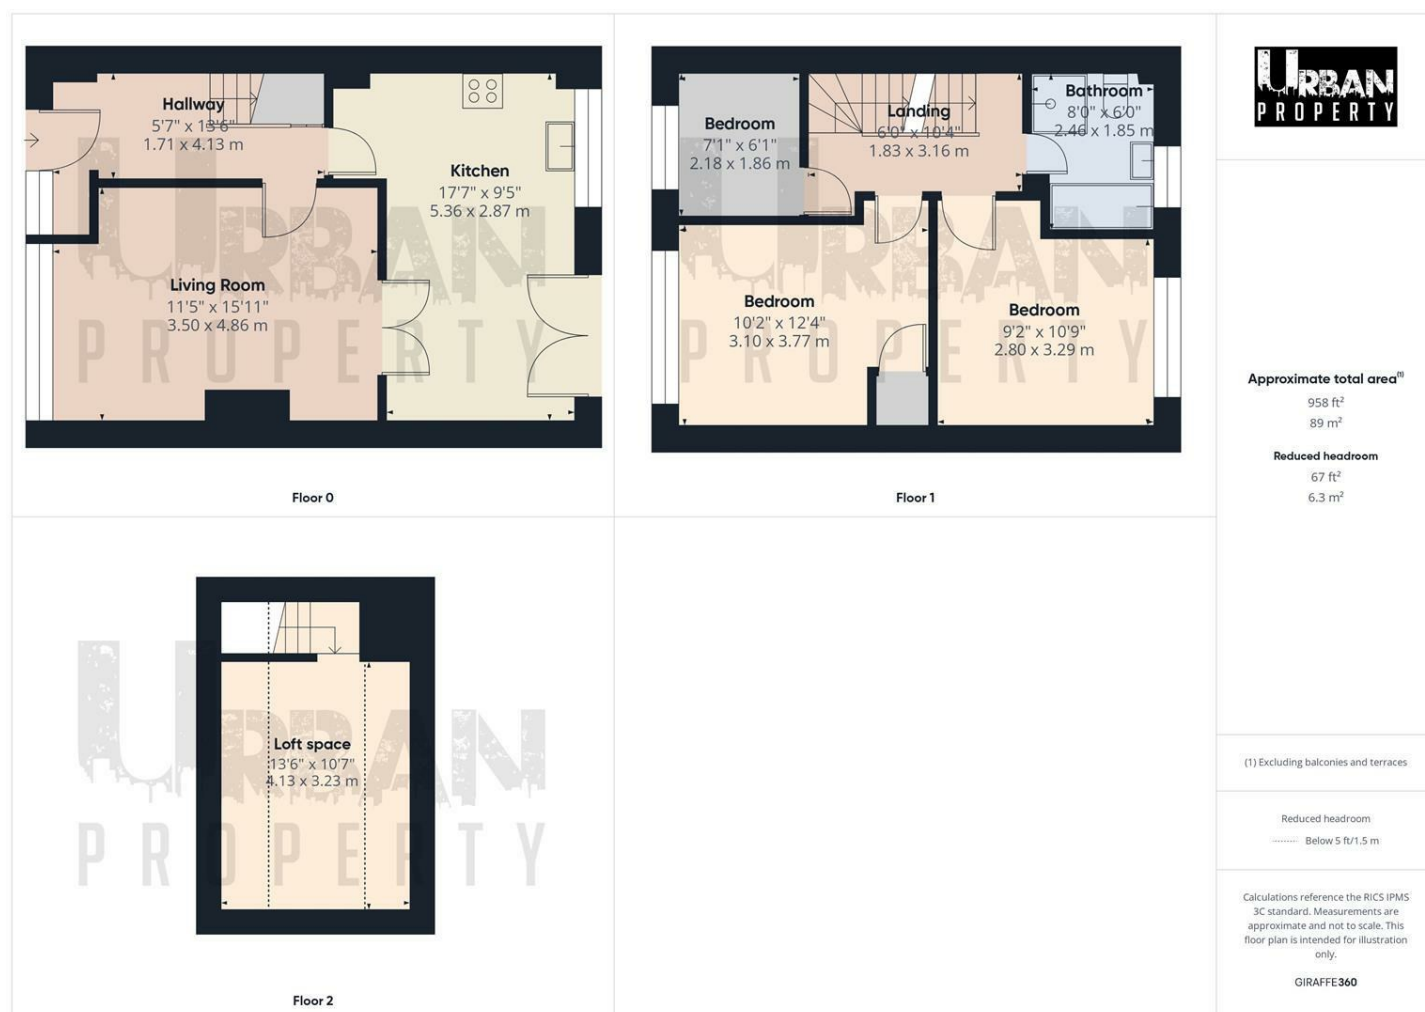 Hallway
5'7" x 13'6"
1.71 x 4.13 m
Kitchen
17'7" x 9'5"
5.36 x 2.87 m
Living Room
11'5" x 15'11"
3.50 x 4.86 m
URBAN
PROPERTY
Floor 0
Bedroom
7'1" x 6'1"
2.18 x 1.86 m
Landing
6'0" x 10'4"
1.83 x 3.16 m
Bathroom
8'0" x 6'0"
2.46 x 1.85 m
Bedroom
10'2" x 12'4"
3.10 x 3.77 m
Bedroom
9'2" x 10'9"
2.80 x 3.29 m
URBAN
PROPERTY
Floor 1
Loft space
13'6" x 10'7"
4.13 x 3.23 m
URBAN
PROPERTY
Floor 2
URBAN
PROPERTY
Approximate total area(1)
958 ft²
89 m²
Reduced headroom
67 ft²
6.3 m²
(1) Excluding balconies and terraces
Reduced headroom
Below 5 ft/1.5 m
Calculations reference the RICS IPMS
3C standard. Measurements are
approximate and not to scale. This
floor plan is intended for illustration
only.
GIRAFFE360